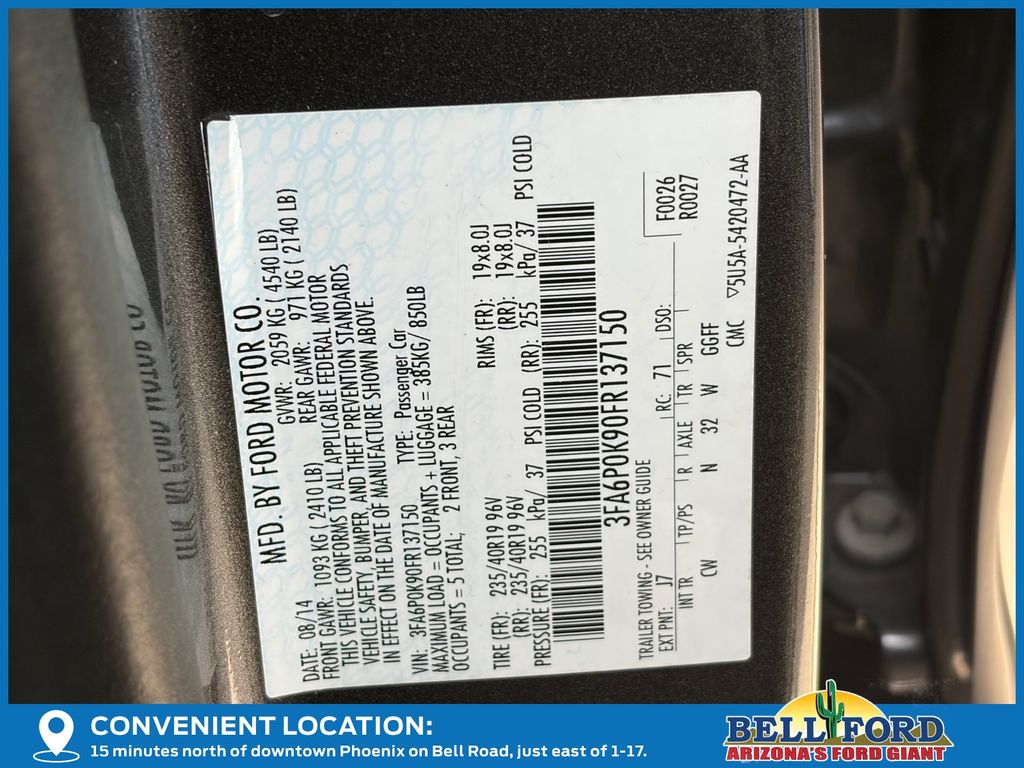 MFD. BY FORD MOTOR CO.
DATE: 08/14 GVWR: 2059 KG ( 4540 LB)
FRONT GAWR: 1093 KG ( 2410 LB) REAR GAWR: 971 KG ( 2140 LB)
THIS VEHICLE CONFORMS TO ALL APPLICABLE FEDERAL MOTOR
VEHICLE SAFETY, BUMPER, AND THEFT PREVENTION STANDARDS
IN EFFECT ON THE DATE OF MANUFACTURE SHOWN ABOVE.
VIN: 3FA6P0K90FR137150 TYPE: Passenger Car
MAXIMUM LOAD = OCCUPANTS + LUGGAGE = 385KG/ 850LB
OCCUPANTS = 5 TOTAL; 2 FRONT, 3 REAR
TIRE (FR): 235/40R19 96V RIMS (FR): 19x8.0J
(RR): 235/40R19 96V (RR): 19x8.0J
PRESSURE (FR): 255 kPa/ 37 PSI COLD (RR): 255 kPa/ 37 PSI COLD
3FA6P0K90FR137150
TRAILER TOWING - SEE OWNER GUIDE
EXT PNT: 17 RC: 71 DSO:
F0026
R0027
INT TR TP/PS R AXLE TR SPR
CW N 32 W GGFF
CMC ▽5U5A-5420472-AA
CONVENIENT LOCATION:
15 minutes north of downtown Phoenix on Bell Road, just east of 1-17.
BELL FORD
ARIZONA'S FORD GIANT